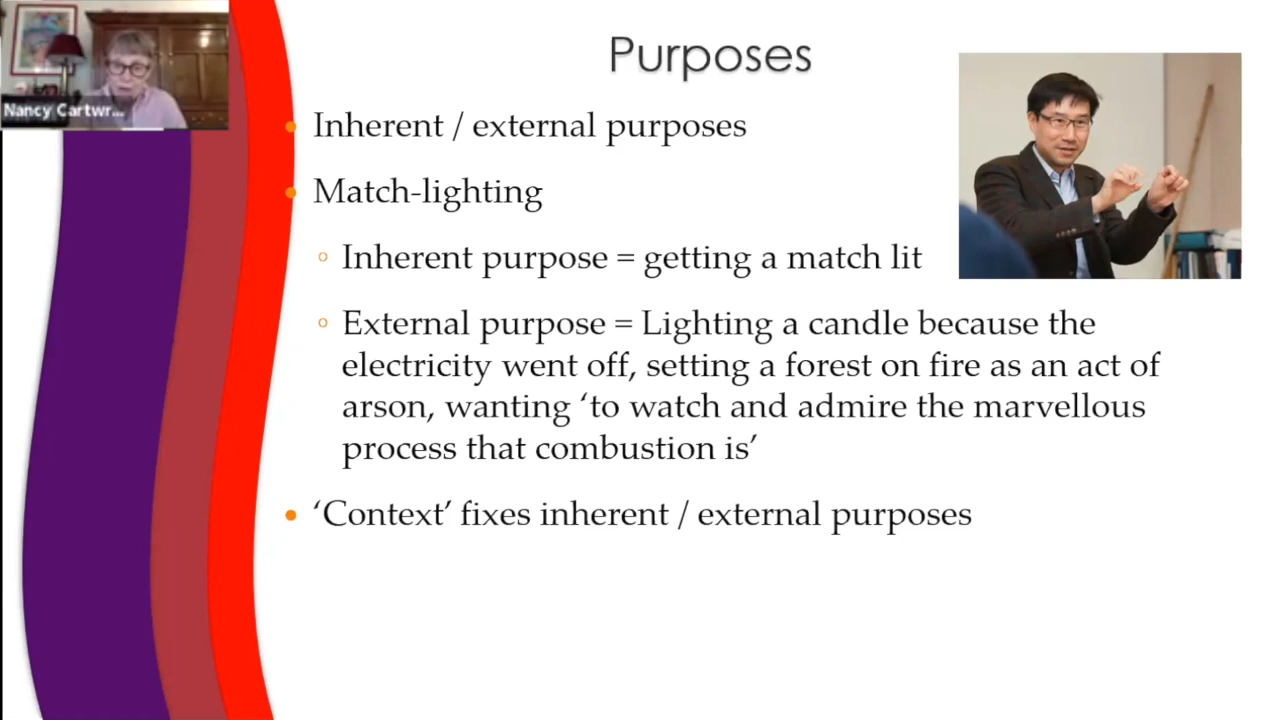 Nancy Cartwr...
Purposes
Inherent / external purposes
Match-lighting
Inherent purpose = getting a match lit
External purpose = Lighting a candle because the
electricity went off, setting a forest on fire as an act of
arson, wanting ‘to watch and admire the marvellous
process that combustion is’
‘Context’ fixes inherent / external purposes